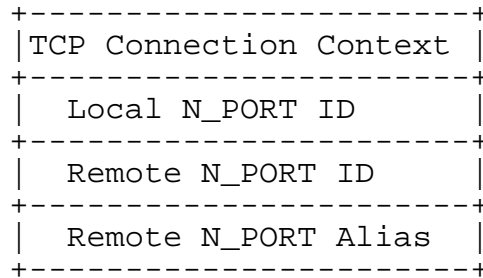 TCP Connection Context
Local N_PORT ID
Remote N_PORT ID
Remote N_PORT Alias